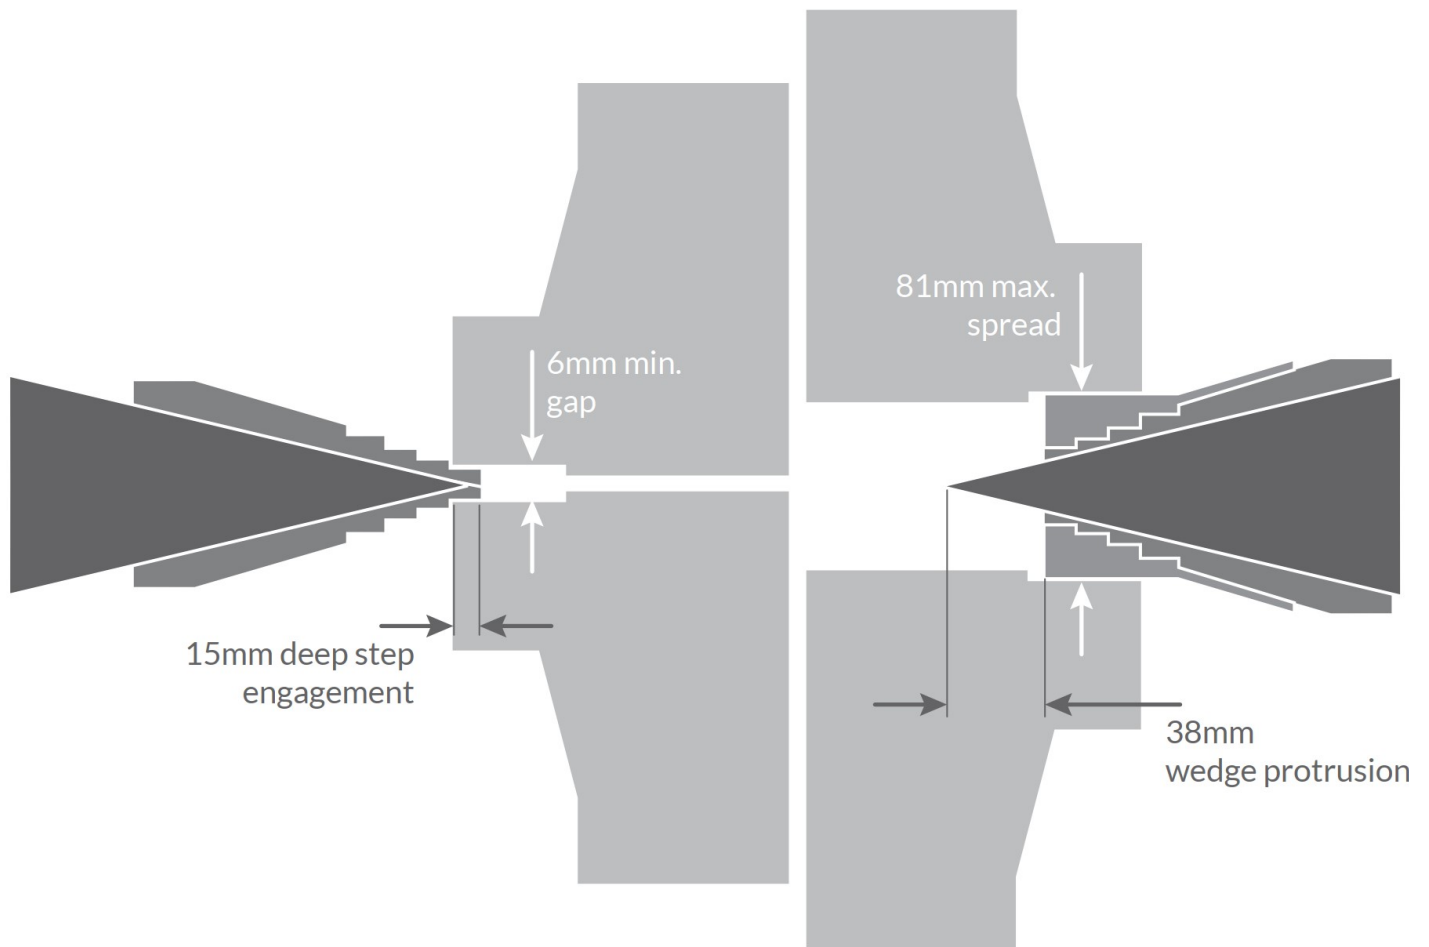 6mm min.
gap
15mm deep step
engagement
81mm max.
spread
38mm
wedge protrusion